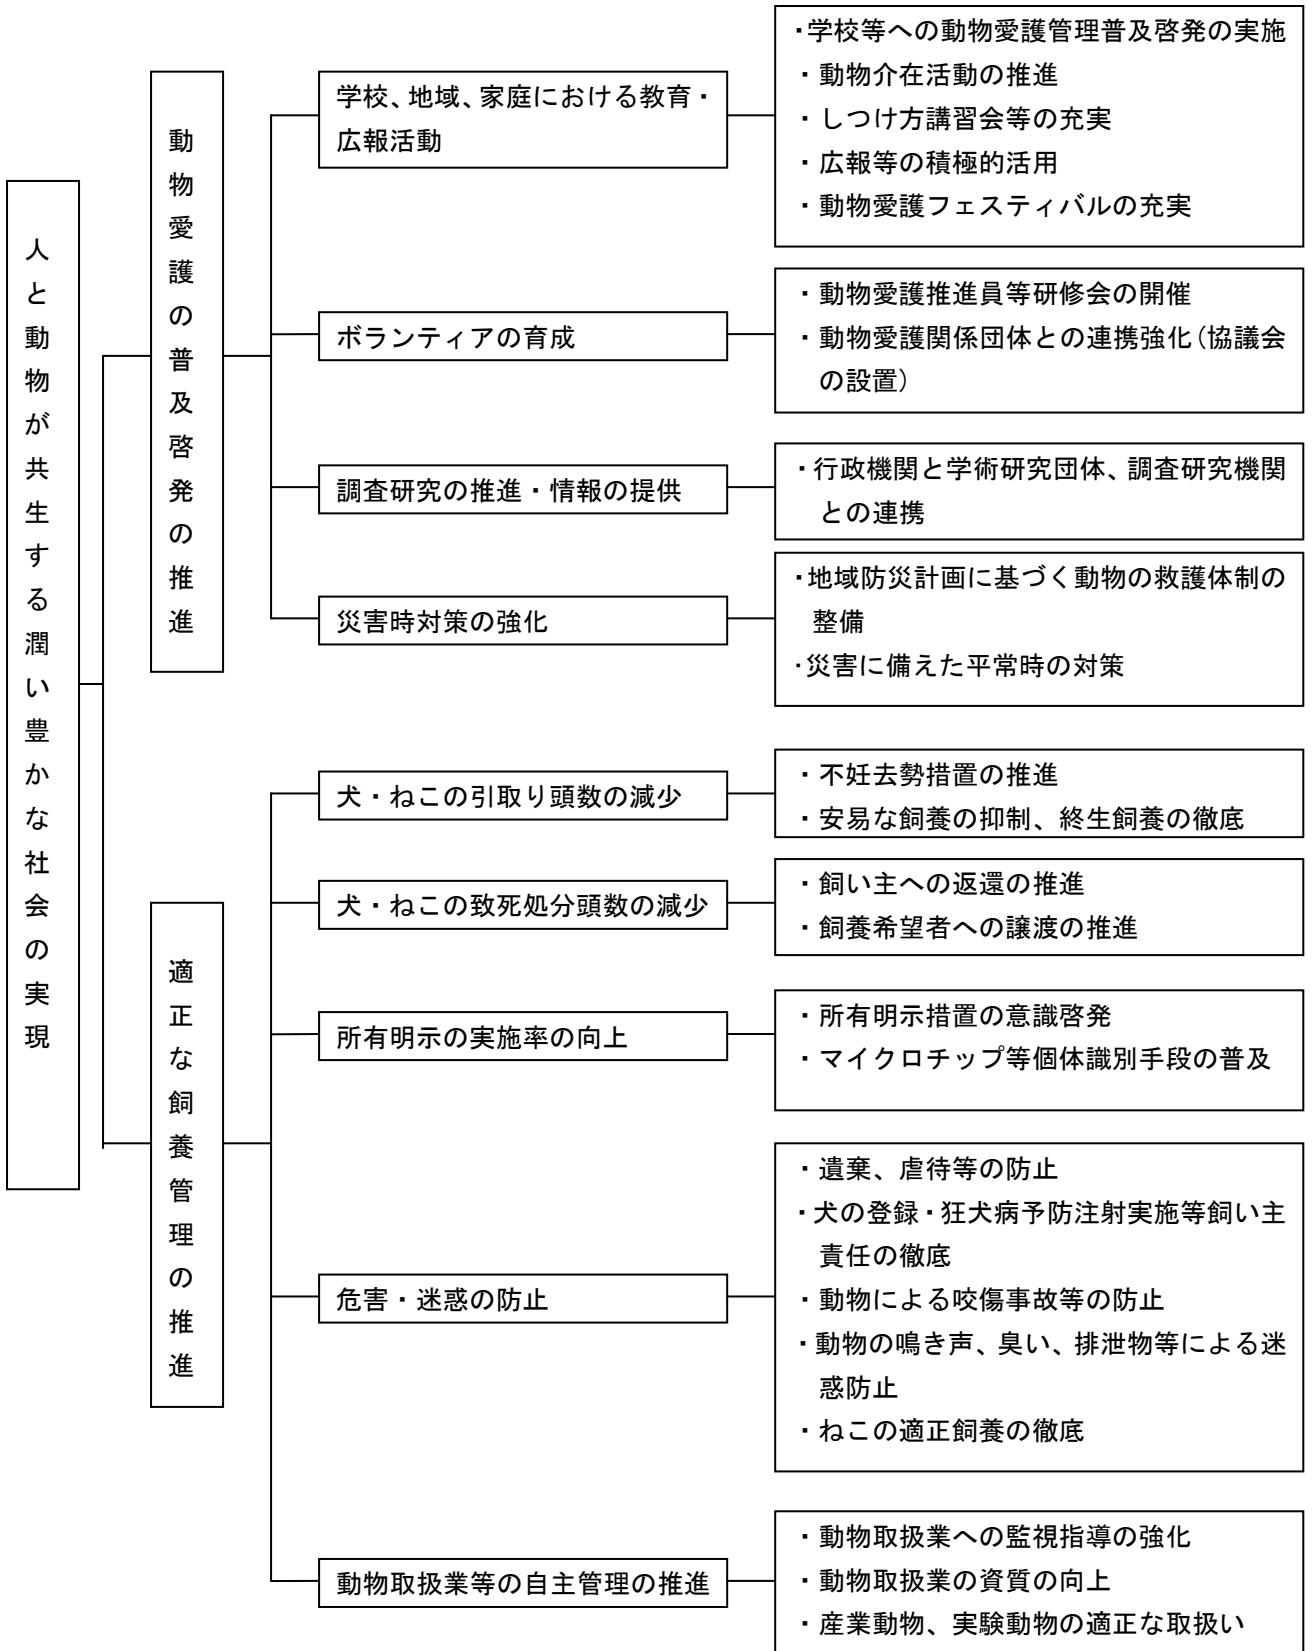 人と動物が共生する潤い豊かな社会の実現
動物愛護の普及啓発の推進
学校、地域、家庭における教育・
広報活動
・学校等への動物愛護管理普及啓発の実施
・動物介在活動の推進
・しつけ方講習会等の充実
・広報等の積極的活用
・動物愛護フェスティバルの充実
ボランティアの育成
・動物愛護推進員等研修会の開催
・動物愛護関係団体との連携強化(協議会
の設置)
調査研究の推進・情報の提供
・行政機関と学術研究団体、調査研究機関
との連携
災害時対策の強化
・地域防災計画に基づく動物の救護体制の
整備
・災害に備えた平常時の対策
適正な飼養管理の推進
犬・ねこの引取り頭数の減少
・不妊去勢措置の推進
・安易な飼養の抑制、終生飼養の徹底
犬・ねこの致死処分頭数の減少
・飼い主への返還の推進
・飼養希望者への譲渡の推進
所有明示の実施率の向上
・所有明示措置の意識啓発
・マイクロチップ等個体識別手段の普及
危害・迷惑の防止
・遺棄、虐待等の防止
・犬の登録・狂犬病予防注射実施等飼い主
責任の徹底
・動物による咬傷事故等の防止
・動物の鳴き声、臭い、排泄物等による迷
惑防止
・ねこの適正飼養の徹底
動物取扱業等の自主管理の推進
・動物取扱業への監視指導の強化
・動物取扱業の資質の向上
・産業動物、実験動物の適正な取扱い